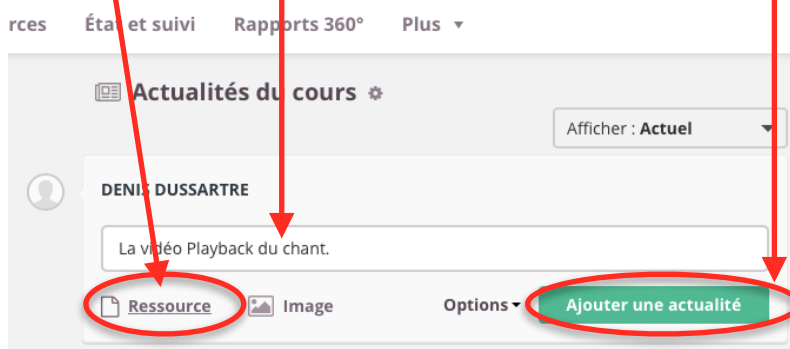 rces État et suivi Rapports 360° Plus
Actualités du cours
Afficher : Actuel
DENIS DUSSARTRE
La vidéo Playback du chant.
Ressource Image Options Ajouter une actualité